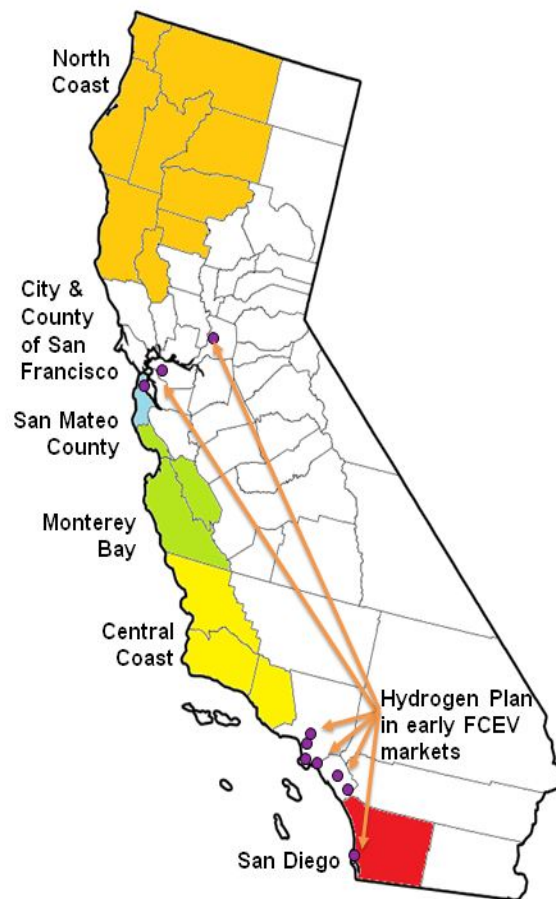 North
Coast
City &
County
of San
Francisco
San Mateo
County
Monterey
Bay
Central
Coast
Hydrogen Plan
in early FCEV
markets
San Diego